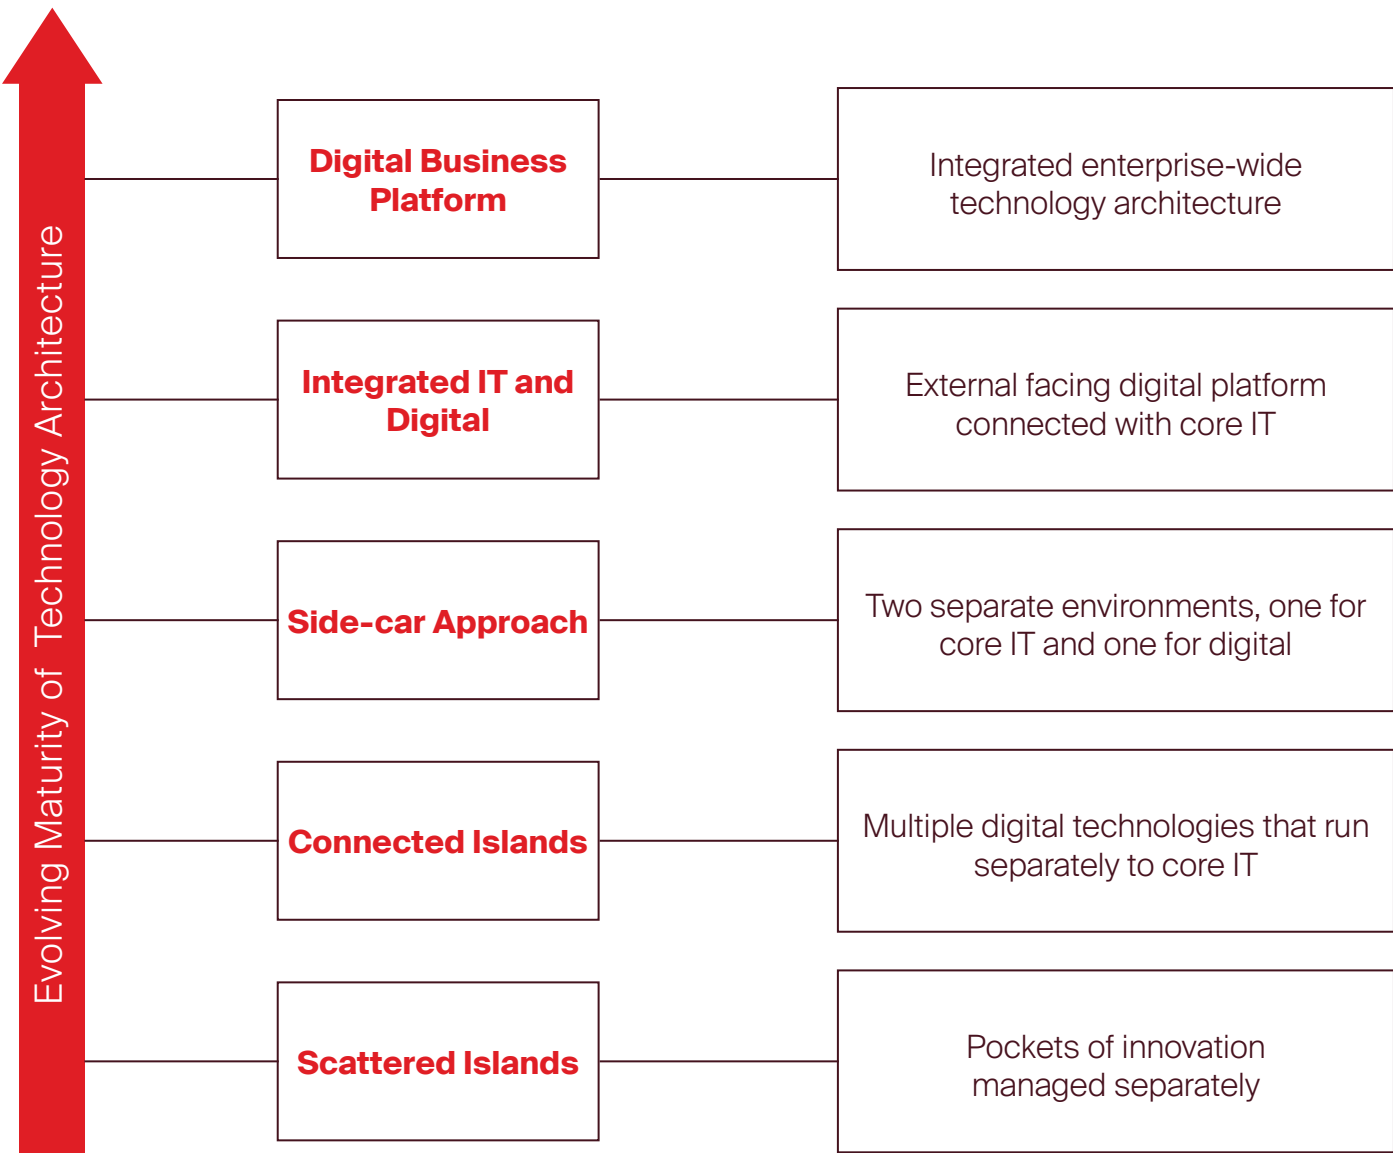 Evolving Maturity of Technology Architecture
Digital Business
Platform
Integrated enterprise-wide
technology architecture
Integrated IT and
Digital
External facing digital platform
connected with core IT
Side-car Approach
Two separate environments, one for
core IT and one for digital
Connected Islands
Multiple digital technologies that run
separately to core IT
Scattered Islands
Pockets of innovation
managed separately